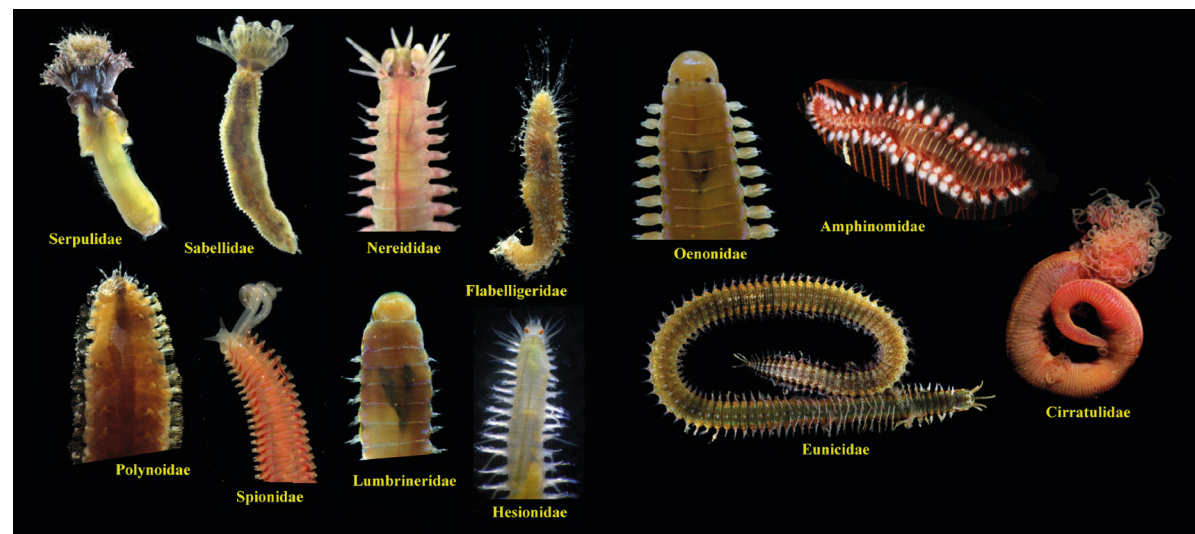 Serpulidae
Sabellidae
Nereididae
Flabelligeridae
Oenonidae
Amphinomidae
Polynoidae
Spionidae
Lumbrineridae
Hesionidae
Eunicidae
Cirratulidae